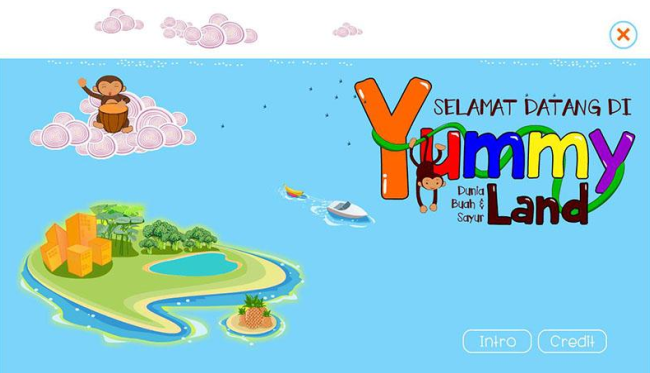 SELAMAT DATANG DI
Yummy
Dunia
Buah &
Sayur
Land
Intro
Credit